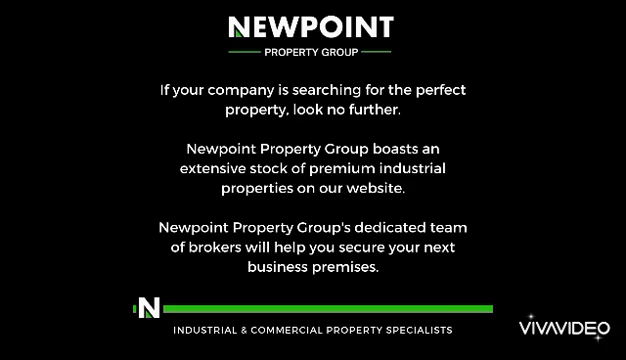 NEWPOINT
PROPERTY GROUP
If your company is searching for the perfect
property, look no further.
Newpoint Property Group boasts an
extensive stock of premium industrial
properties on our website.
Newpoint Property Group's dedicated team
of brokers will help you secure your next
business premises.
N
INDUSTRIAL & COMMERCIAL PROPERTY SPECIALISTS
VIVAVIDEO